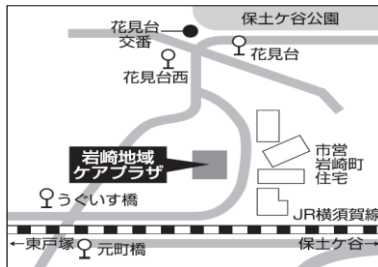 保土ケ谷公園
花見台
交番
花見台
花見台西
岩崎地域
ケアプラザ
市営
岩崎町
住宅
うぐいす橋
JR横須賀線
←東戸塚
元町橋
保土ケ谷→